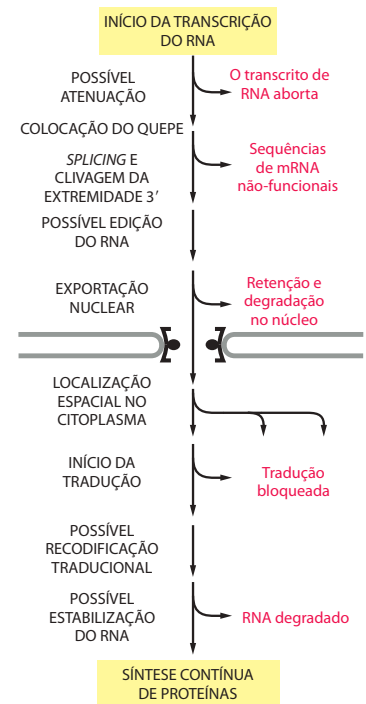 INÍCIO DA TRANSCRIÇÃO
DO RNA
POSSÍVEL
ATENUAÇÃO
O transcrito de
RNA aborta
COLOCAÇÃO DO QUEPE
SPLICING E
CLIVAGEM DA
EXTREMIDADE 3′
Sequências
de mRNA
não-funcionais
POSSÍVEL EDIÇÃO
DO RNA
EXPORTAÇÃO
NUCLEAR
Retenção e
degradação
no núcleo
LOCALIZAÇÃO
ESPACIAL NO
CITOPLASMA
INÍCIO DA
TRADUÇÃO
Tradução
bloqueada
POSSÍVEL
RECODIFICAÇÃO
TRADUCIONAL
POSSÍVEL
ESTABILIZAÇÃO
DO RNA
RNA degradado
SÍNTESE CONTÍNUA
DE PROTEÍNAS